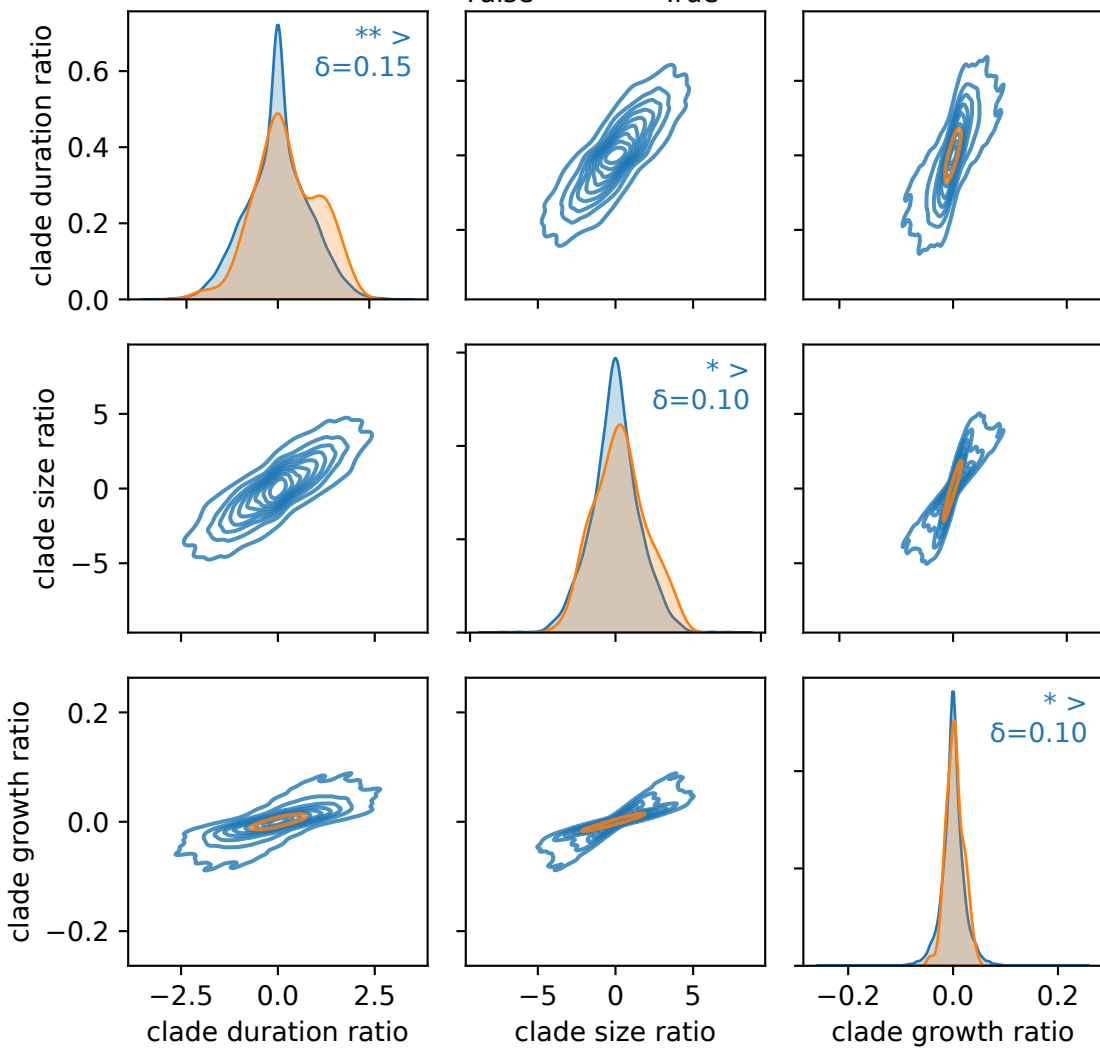 True
clade duration ratio
0.6
0.4
0.2
0.0
** >
δ=0.15
clade size ratio
5
0
−5
* >
δ=0.10
clade growth ratio
0.2
0.0
−0.2
* >
δ=0.10
−2.5 0.0 2.5
−5 0 5
−0.2 0.0 0.2
clade duration ratio
clade size ratio
clade growth ratio